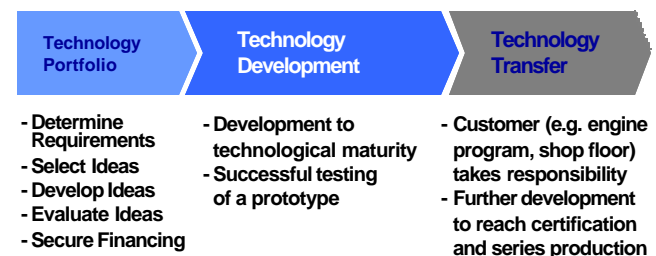 Technology
Portfolio
Technology
Development
Technology
Transfer
- Determine
Requirements
- Select Ideas
- Develop Ideas
- Evaluate Ideas
- Secure Financing
- Development to
technological maturity
- Successful testing
of a prototype
- Customer (e.g. engine
program, shop floor)
takes responsibility
- Further development
to reach certification
and series production